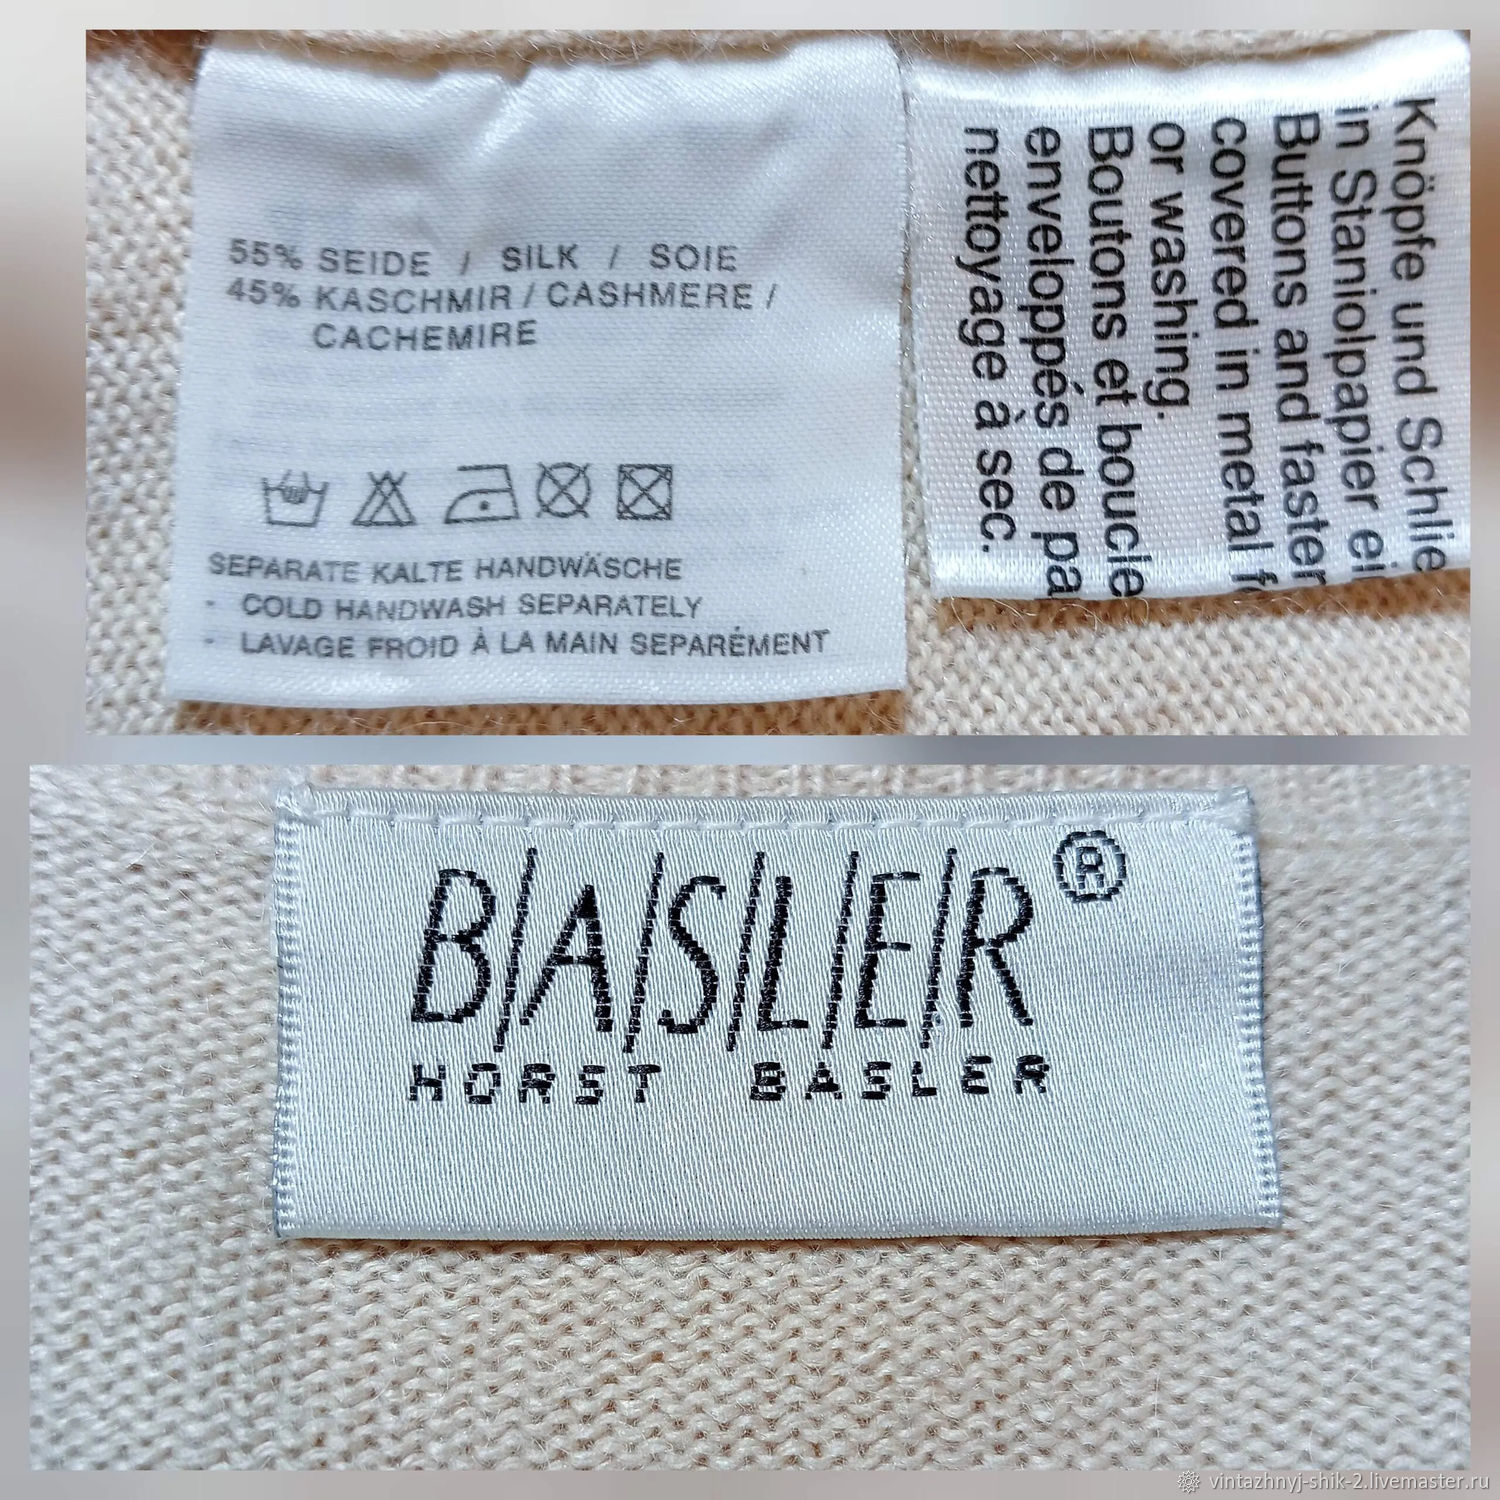 55% SEIDE / SILK / SOIE
45% KASCHMIR / CASHMERE /
CACHEMIRE
SEPARATE KALTE HANDWÄSCHE
- COLD HANDWASH SEPARATELY
- LAVAGE FROID À LA MAIN SEPARÉMENT
Knöpfe und Schlie
in Staniolpapier ei
Buttons and fasten
covered in metal f
or washing.
Boutons et boucle
enveloppés de pa
nettoyage à sec.
B/A/S/L/E/R®
HORST BASLER
vintazhnyj-shik-2.livemaster.ru